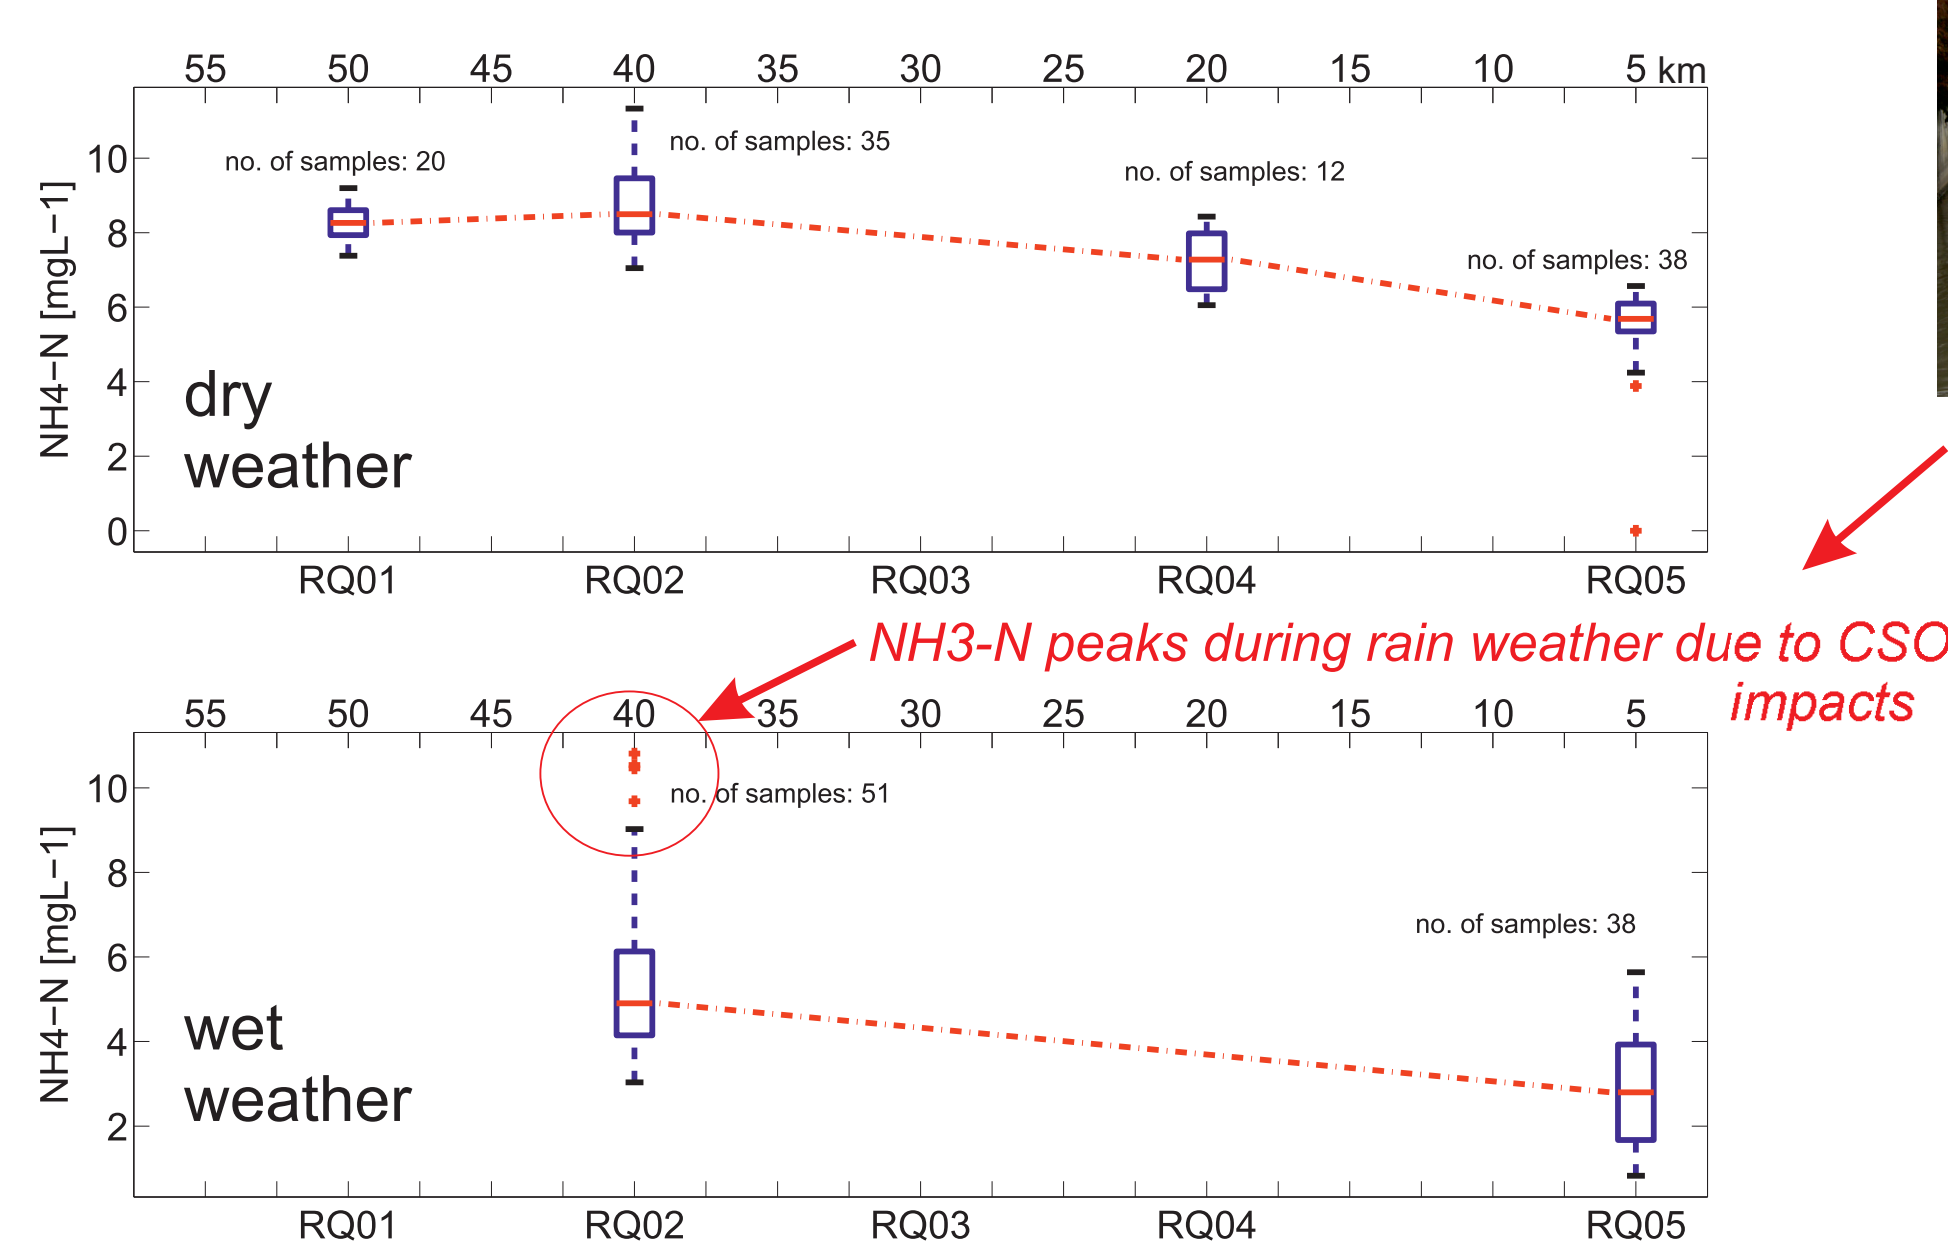 55 50 45 40 35 30 25 20 15 10 5 km
no. of samples: 35
no. of samples: 20
no. of samples: 12
no. of samples: 38
10
8
6
4
2
0
NH4−N [mgL−1]
dry
weather
RQ01 RQ02 RQ03 RQ04 RQ05
NH3-N peaks during rain weather due to CSO
impacts
55 50 45 40 35 30 25 20 15 10 5
no. of samples: 51
no. of samples: 38
10
8
6
4
2
NH4−N [mgL−1]
wet
weather
RQ01 RQ02 RQ03 RQ04 RQ05